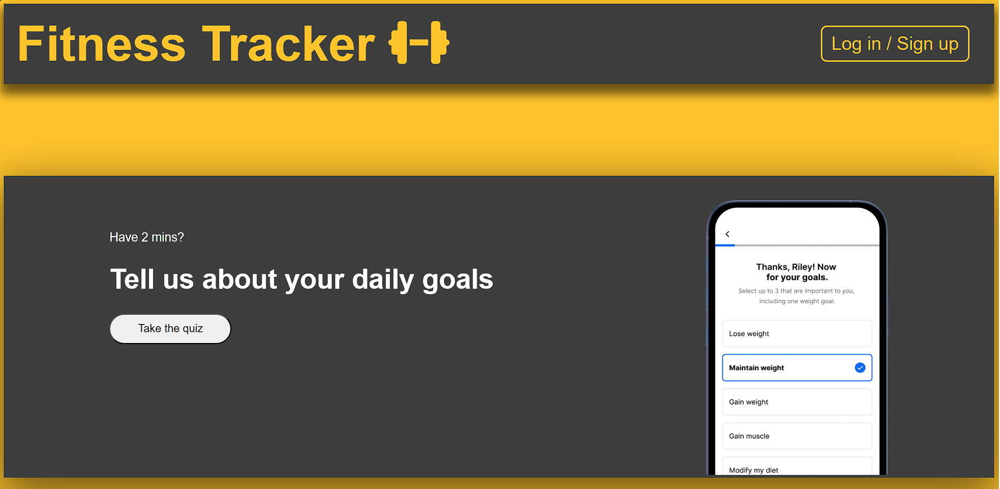 Fitness Tracker
Log in / Sign up
Have 2 mins?
Tell us about your daily goals
Take the quiz
Thanks, Riley! Now
for your goals.
Select up to 3 that are important to you,
including one weight goal.
Lose weight
Maintain weight
Gain weight
Gain muscle
Modify my diet